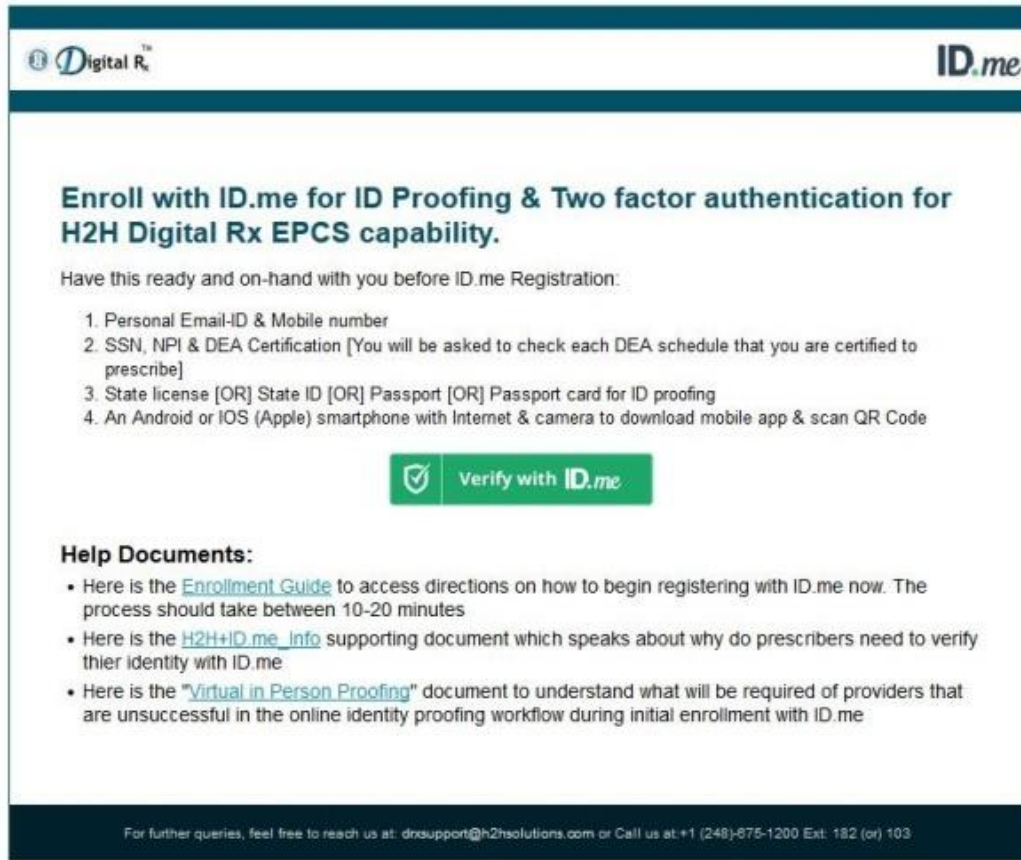 Digital Rx TM
ID.me
Enroll with ID.me for ID Proofing & Two factor authentication for
H2H Digital Rx EPCS capability.
Have this ready and on-hand with you before ID.me Registration:
1. Personal Email-ID & Mobile number
2. SSN, NPI & DEA Certification [You will be asked to check each DEA schedule that you are certified to
prescribe]
3. State license [OR] State ID [OR] Passport [OR] Passport card for ID proofing
4. An Android or IOS (Apple) smartphone with Internet & camera to download mobile app & scan QR Code
Verify with ID.me
Help Documents:
• Here is the Enrollment Guide to access directions on how to begin registering with ID.me now. The
process should take between 10-20 minutes
• Here is the H2H+ID.me_Info supporting document which speaks about why do prescribers need to verify
thier identity with ID.me
• Here is the "Virtual in Person Proofing" document to understand what will be required of providers that
are unsuccessful in the online identity proofing workflow during initial enrollment with ID.me
For further queries, feel free to reach us at: drxsupport@h2hsolutions.com or Call us at:+1 (248)-675-1200 Ext: 182 (or) 103